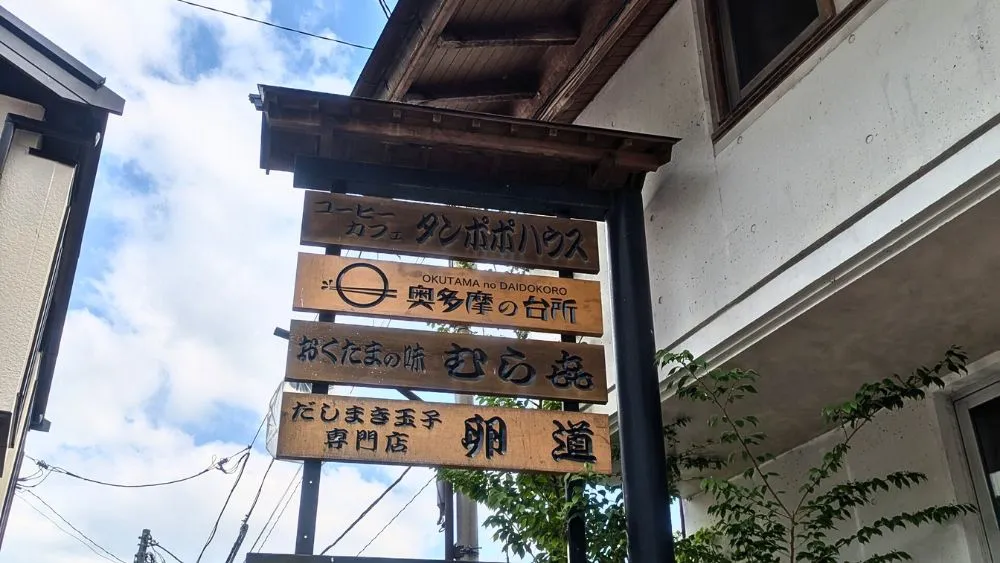 コーヒー
カフェ
タンポポハウス
OKUTAMA no DAIDOKORO
奥多摩の台所
おくたまの味
むら㐂
だしまき玉子
専門店
卵道